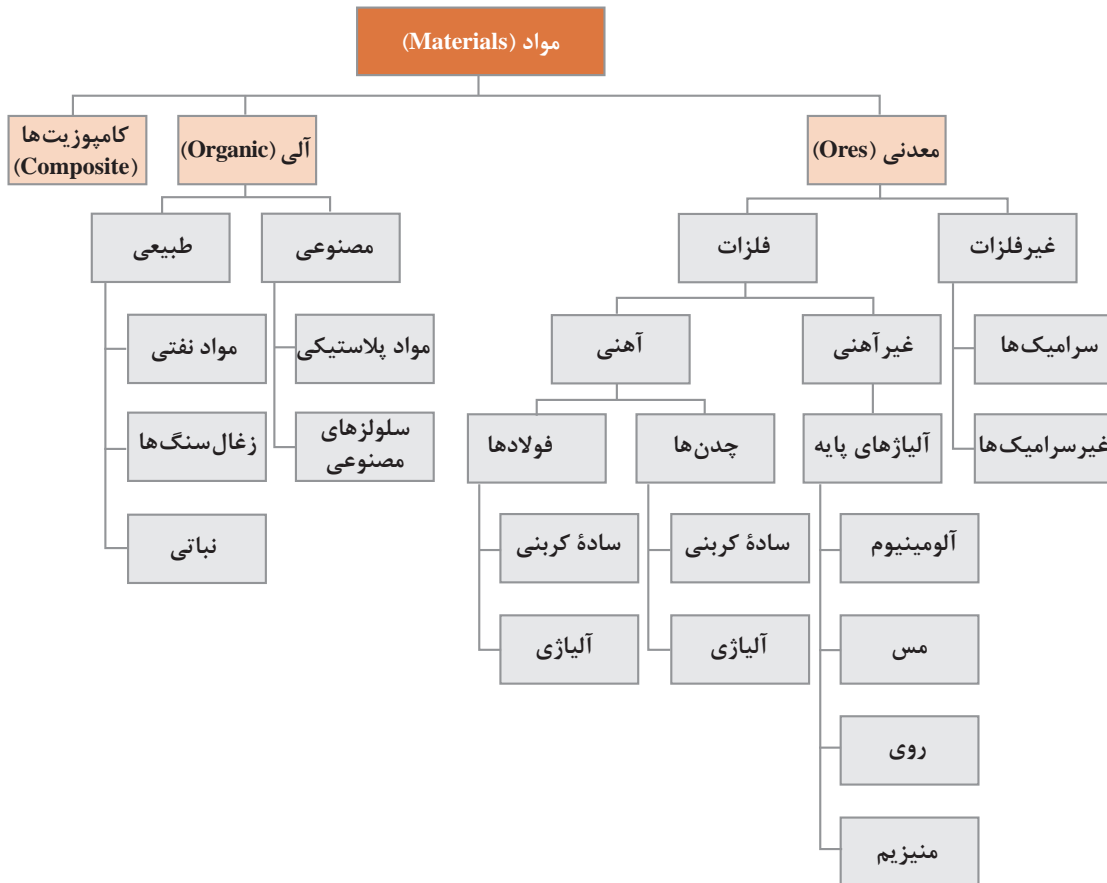 مواد (Materials)
معدنی (Ores)
آلی (Organic)
کامپوزیت‌ها
(Composite)
غیرفلزات
فلزات
مصنوعی
طبیعی
سرامیک‌ها
غیرآهنی
آهنی
مواد پلاستیکی
مواد نفتی
غیرسرامیک‌ها
آلیاژهای پایه
چدن‌ها
فولادها
سلولزهای
مصنوعی
زغال‌سنگ‌ها
آلومینیوم
سادهٔ کربنی
سادهٔ کربنی
نباتی
مس
آلیاژی
آلیاژی
روی
منیزیم